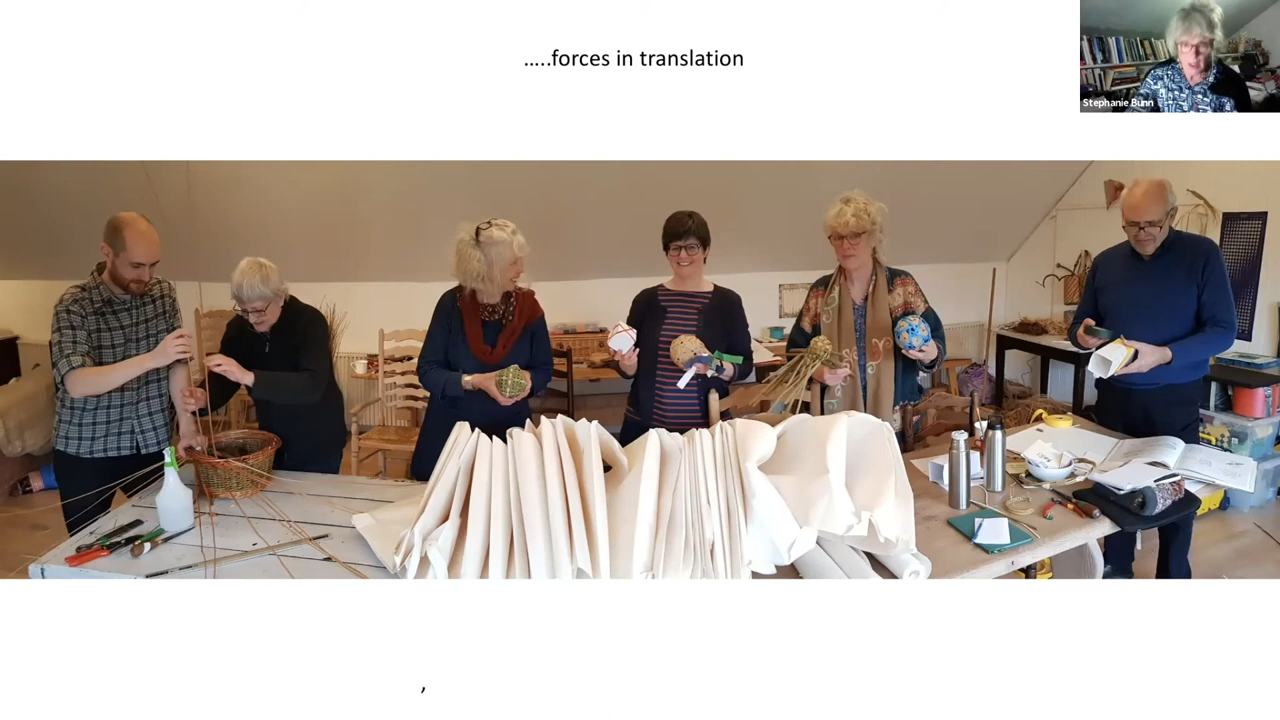 …..forces in translation
Stephanie Bunn
,